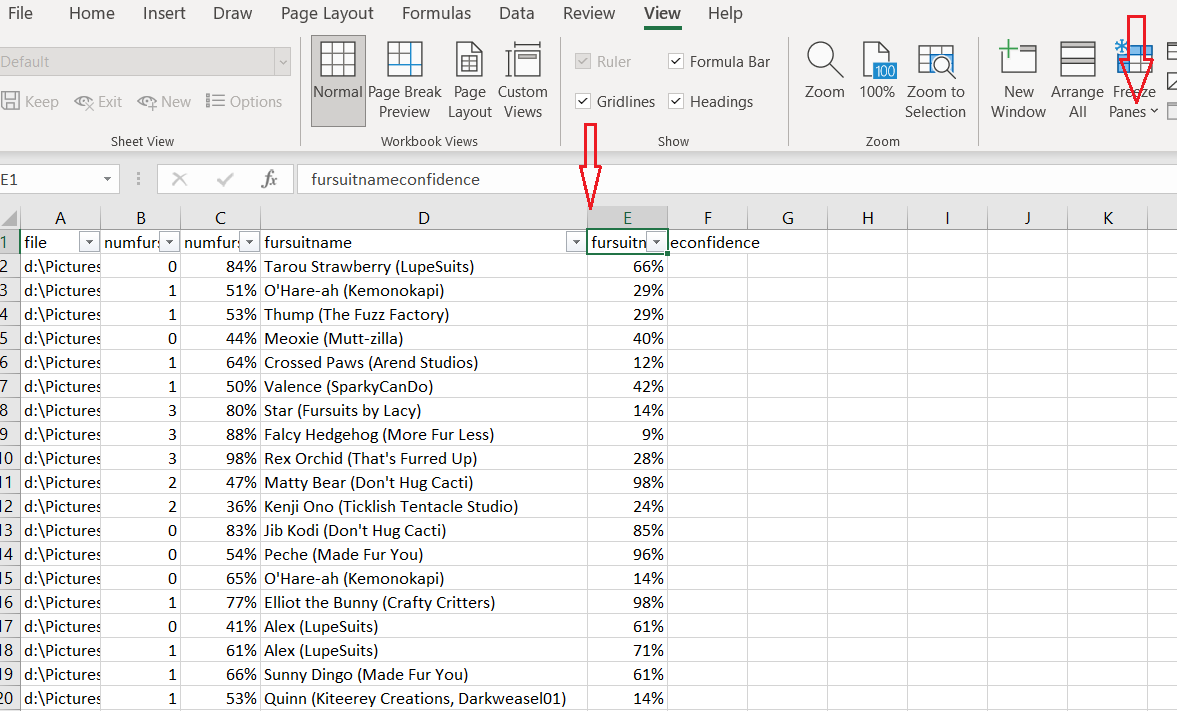 File Home Insert Draw Page Layout Formulas Data Review View Help
Default
Keep Exit New Options
Sheet View
Normal Page Break Preview Page Layout Custom Views
Workbook Views
Ruler Formula Bar
Gridlines Headings
Show
Zoom 100 100% Zoom to Selection
Zoom
New Window Arrange All Freeze Panes
E1 fx fursuitnameconfidence
A B C D E F G H I J K
1 file numfurs numfurs fursuitname fursuitn econfidence
2 d:\Pictures 0 84% Tarou Strawberry (LupeSuits) 66%
3 d:\Pictures 1 51% O'Hare-ah (Kemonokapi) 29%
4 d:\Pictures 1 53% Thump (The Fuzz Factory) 29%
5 d:\Pictures 0 44% Meoxie (Mutt-zilla) 40%
6 d:\Pictures 1 64% Crossed Paws (Arend Studios) 12%
7 d:\Pictures 1 50% Valence (SparkyCanDo) 42%
8 d:\Pictures 3 80% Star (Fursuits by Lacy) 14%
9 d:\Pictures 3 88% Falcy Hedgehog (More Fur Less) 9%
10 d:\Pictures 3 98% Rex Orchid (That's Furred Up) 28%
11 d:\Pictures 2 47% Matty Bear (Don't Hug Cacti) 98%
12 d:\Pictures 2 36% Kenji Ono (Ticklish Tentacle Studio) 24%
13 d:\Pictures 0 83% Jib Kodi (Don't Hug Cacti) 85%
14 d:\Pictures 0 54% Peche (Made Fur You) 96%
15 d:\Pictures 0 65% O'Hare-ah (Kemonokapi) 14%
16 d:\Pictures 1 77% Elliot the Bunny (Crafty Critters) 98%
17 d:\Pictures 0 41% Alex (LupeSuits) 61%
18 d:\Pictures 1 61% Alex (LupeSuits) 71%
19 d:\Pictures 1 66% Sunny Dingo (Made Fur You) 61%
20 d:\Pictures 1 53% Quinn (Kiteerey Creations, Darkweasel01) 14%